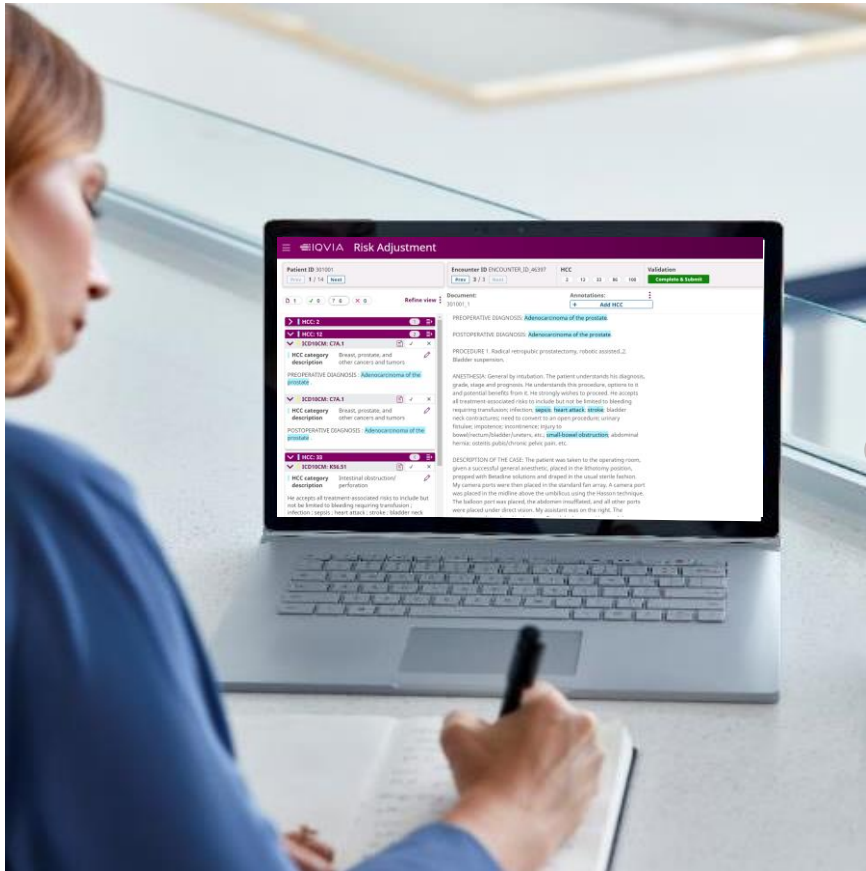 IQVIA Risk Adjustment
Patient ID 301001
Prev 1 / 14 Next
Encounter ID ENCOUNTER_ID_46397
Prev 3 / 3 Next
HCC
2 12 33 86 108
Validation
Complete & Submit
1 0 ? 8 0 Refine view
Document:
301001_1
Annotations:
+ Add HCC
HCC: 2
HCC: 12
ICD10CM: C7A.1
HCC category Breast, prostate, and
description other cancers and tumors
PREOPERATIVE DIAGNOSIS : Adenocarcinoma of the
prostate
ICD10CM: C7A.1
HCC category Breast, prostate, and
description other cancers and tumors
POSTOPERATIVE DIAGNOSIS : Adenocarcinoma of the
prostate
HCC: 33
ICD10CM: K56.51
HCC category Intestinal obstruction/
description perforation
He accepts all treatment-associated risks to include but
not be limited to bleeding requiring transfusion ;
infection ; sepsis ; heart attack ; stroke ; bladder neck
PREOPERATIVE DIAGNOSIS: Adenocarcinoma of the prostate.
POSTOPERATIVE DIAGNOSIS: Adenocarcinoma of the prostate
PROCEDURE 1. Radical retropubic prostatectomy, robotic assisted.,2.
Bladder suspension.
ANESTHESIA: General by intubation. The patient understands his diagnosis,
grade, stage and prognosis. He understands this procedure, options to it
and potential benefits from it. He strongly wishes to proceed. He accepts
all treatment-associated risks to include but not be limited to bleeding
requiring transfusion; infection, sepsis, heart attack, stroke, bladder
neck contractures; need to convert to an open procedure; urinary
fistulae; impotence; incontinence; injury to
bowel/rectum/bladder/ureters, etc.; small-bowel obstruction; abdominal
hernia; osteitis pubis/chronic pelvic pain, etc.
DESCRIPTION OF THE CASE: The patient was taken to the operating room,
given a successful general anesthetic, placed in the lithotomy position,
prepped with Betadine solutions and draped in the usual sterile fashion.
My camera ports were then placed in the standard fan array. A camera port
was placed in the midline above the umbilicus using the Hasson technique.
The balloon port was placed, the abdomen insufflated, and all other ports
were placed under direct vision. My assistant was on the right. The